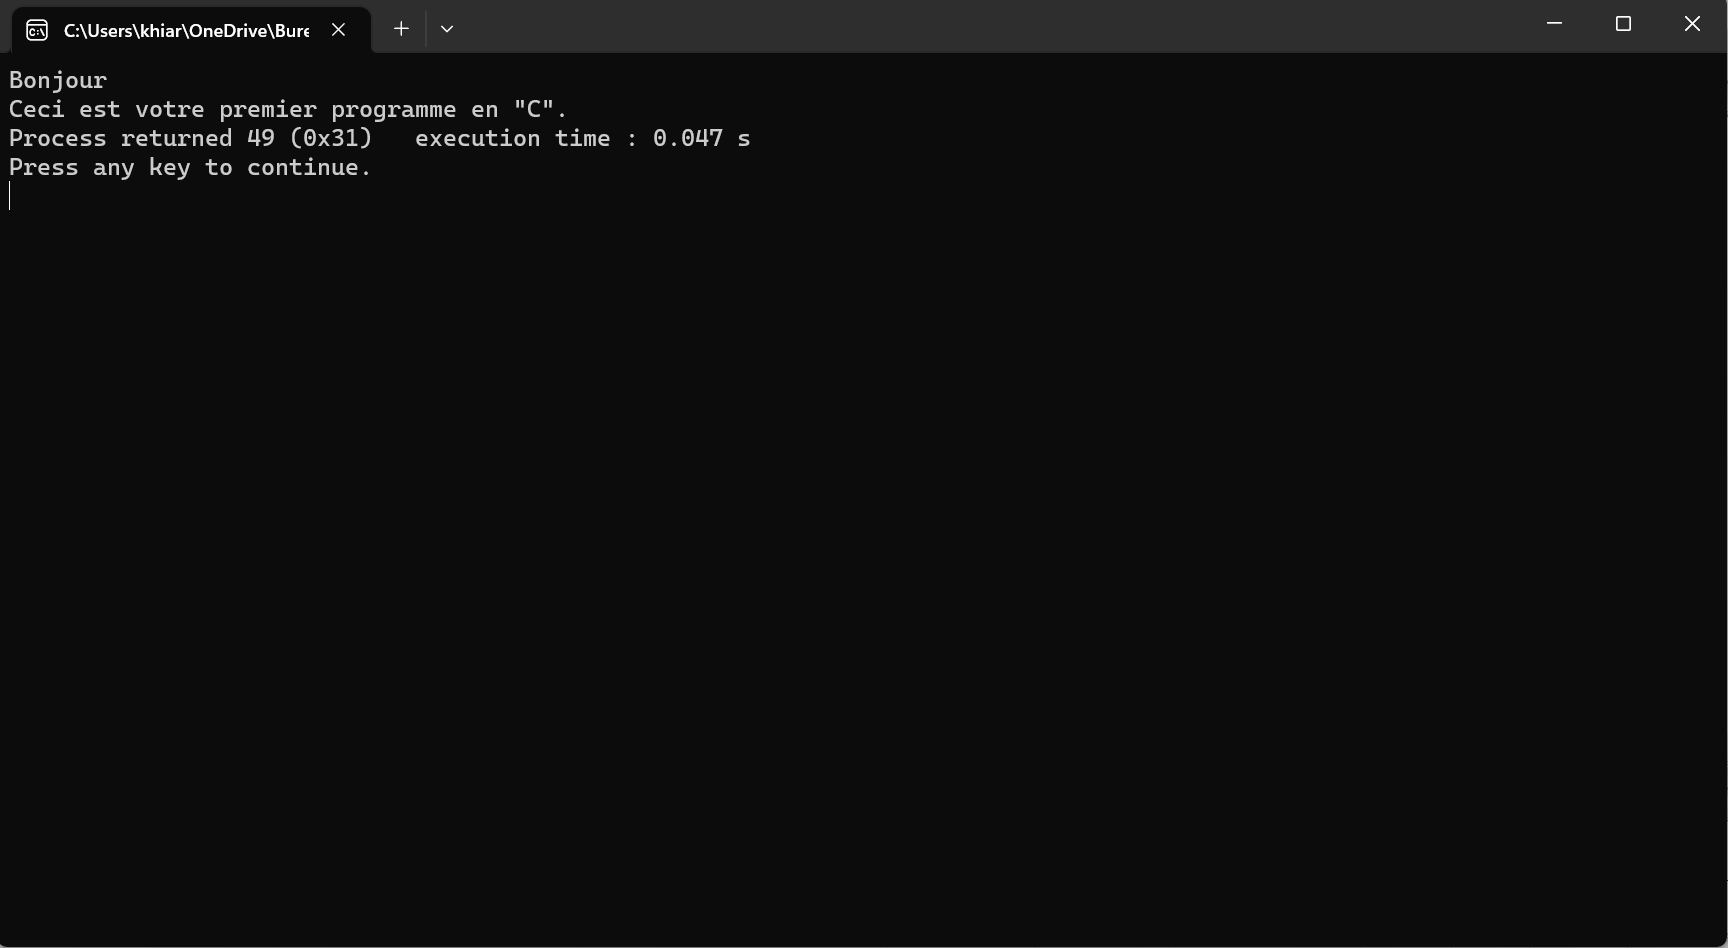 C:\Users\khiar\OneDrive\Bure
Bonjour
Ceci est votre premier programme en "C".
Process returned 49 (0x31)   execution time : 0.047 s
Press any key to continue.